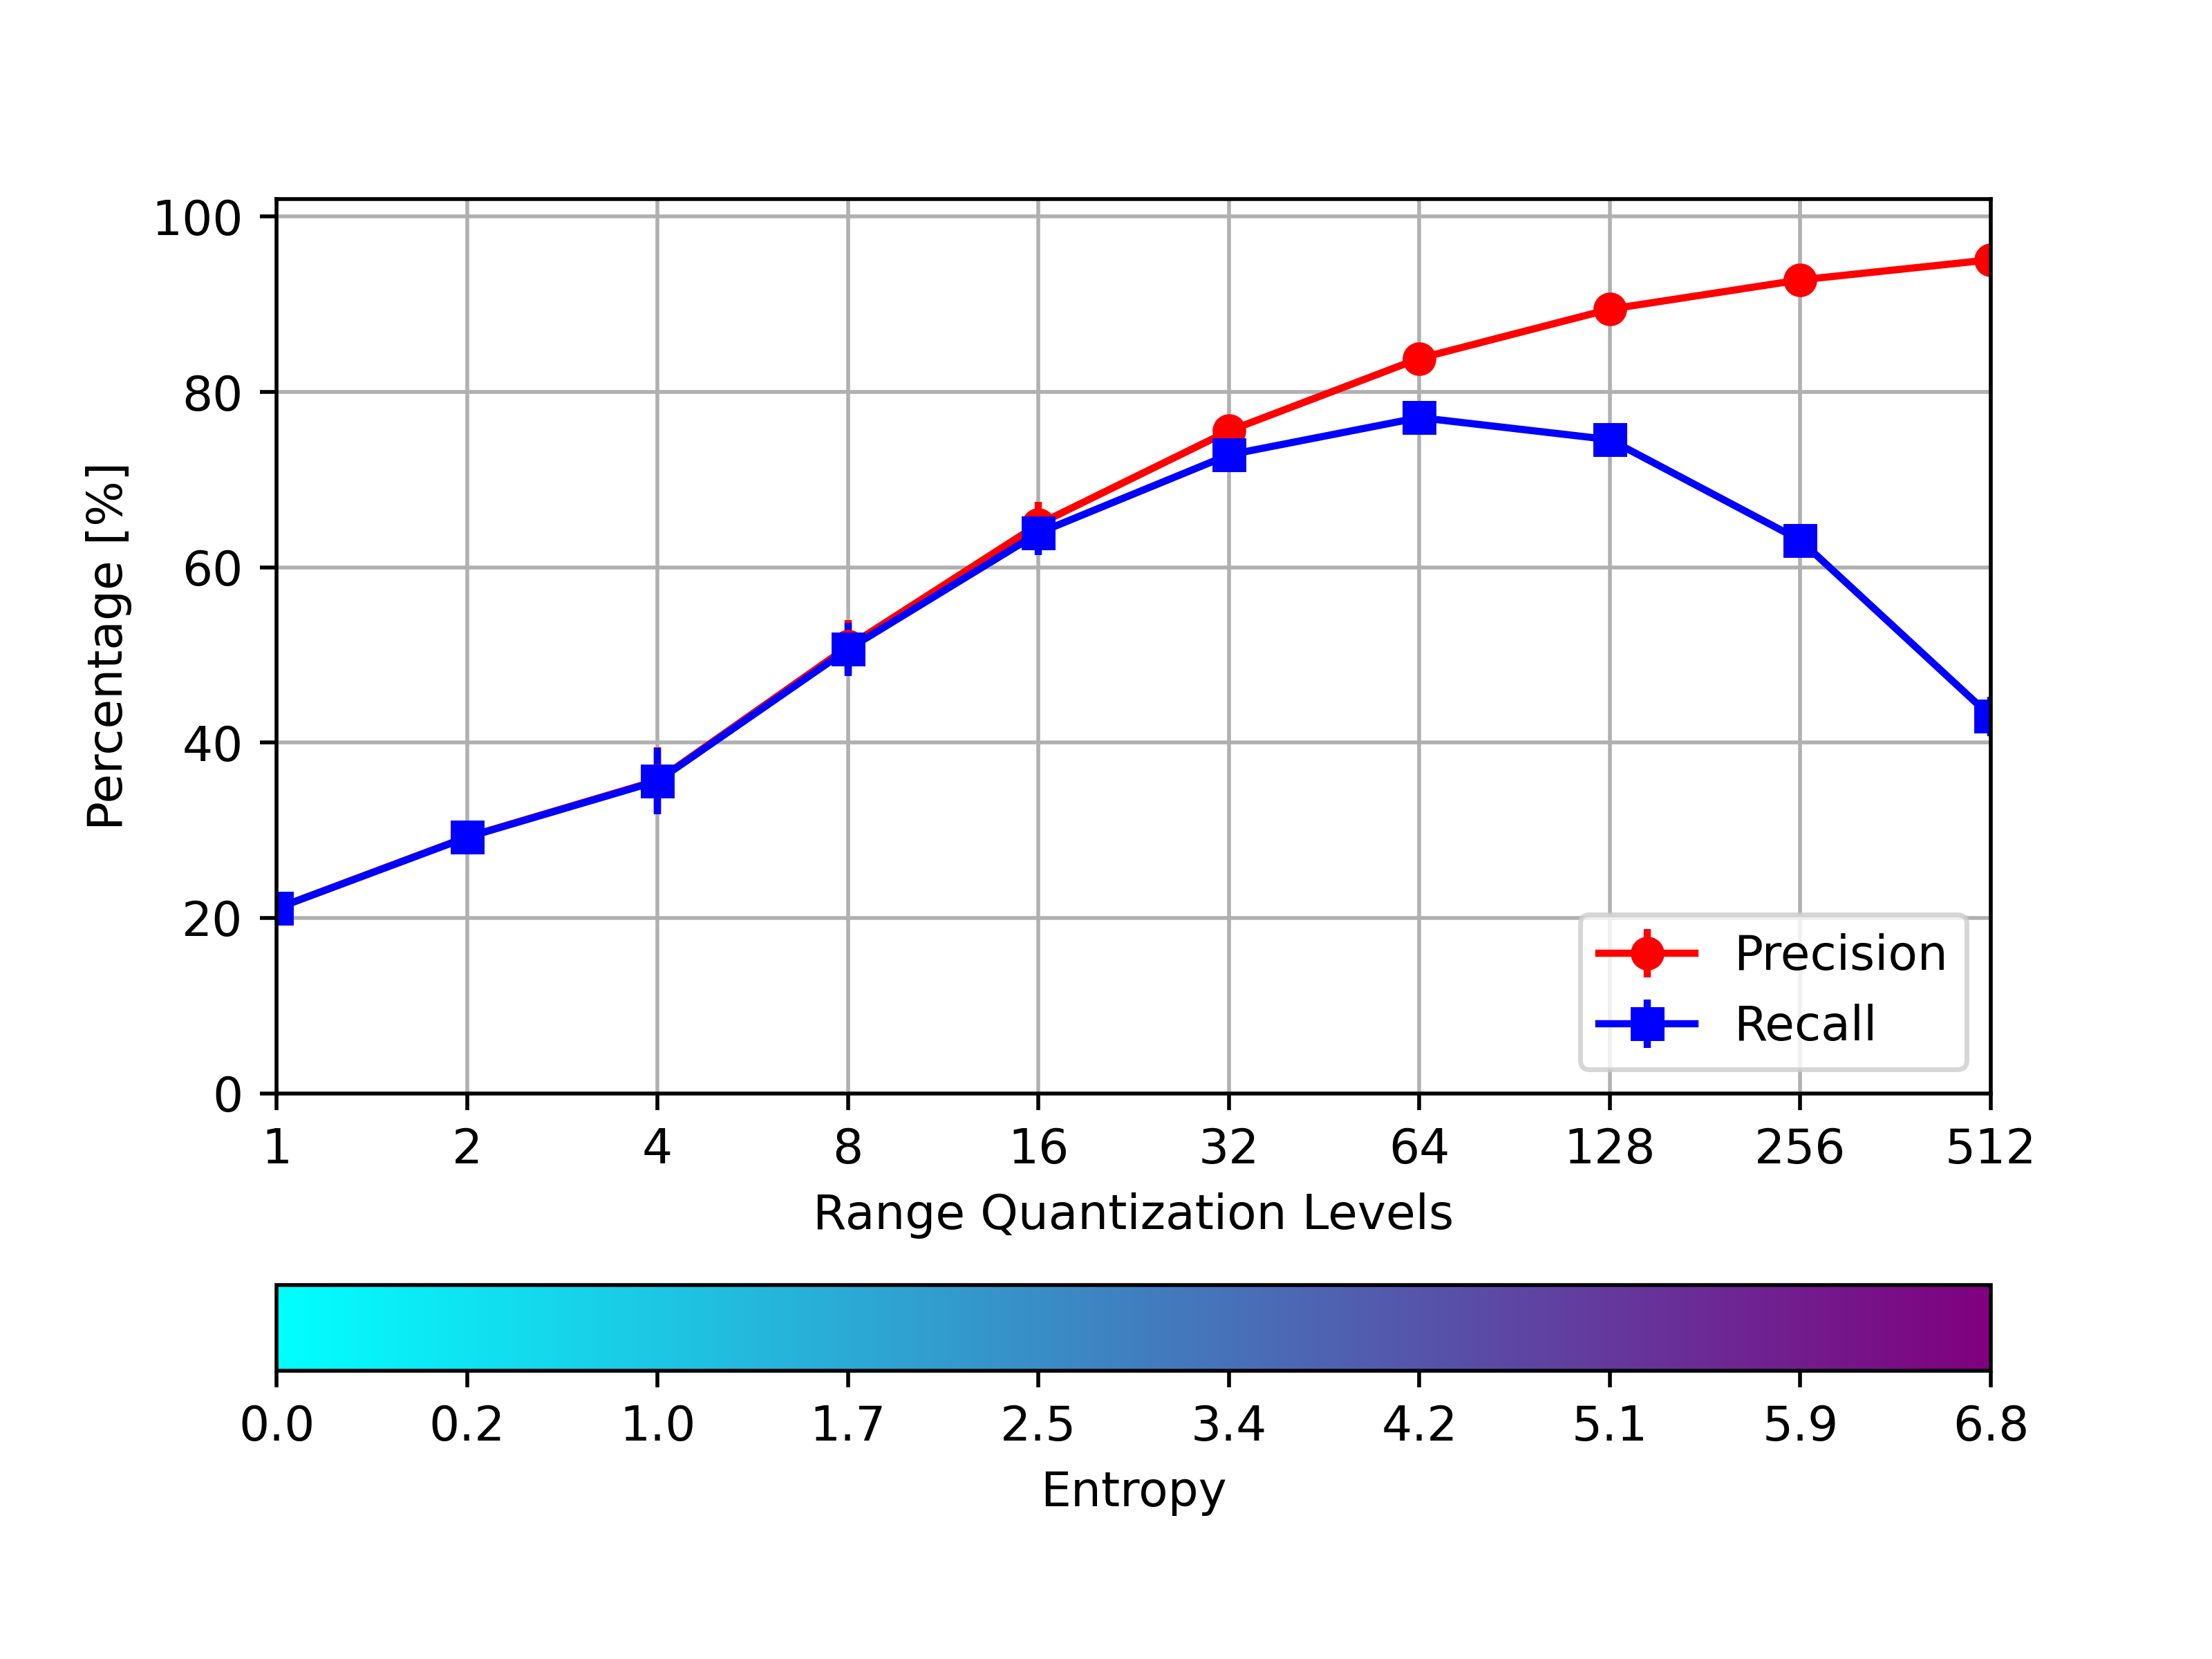 100
80
60
40
20
0
Percentage [%]
Precision
Recall
1 2 4 8 16 32 64 128 256 512
Range Quantization Levels
0.0 0.2 1.0 1.7 2.5 3.4 4.2 5.1 5.9 6.8
Entropy